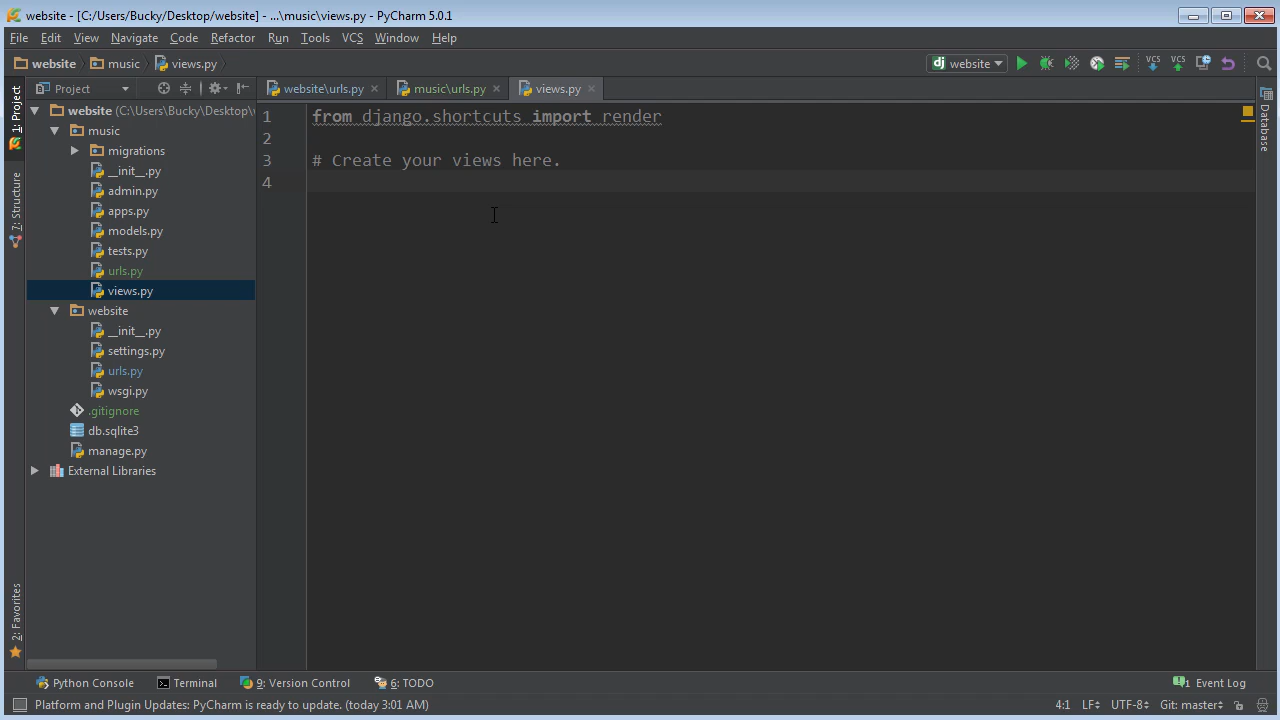 website - [C:/Users/Bucky/Desktop/website] - ...\music\views.py - PyCharm 5.0.1
File Edit View Navigate Code Refactor Run Tools VCS Window Help
website music views.py
website
VCS VCS
Project
website\urls.py music\urls.py views.py
1: Project
7: Structure
2: Favorites
website (C:\Users\Bucky\Desktop\
music
migrations
__init__.py
admin.py
apps.py
models.py
tests.py
urls.py
views.py
website
__init__.py
settings.py
urls.py
wsgi.py
.gitignore
db.sqlite3
manage.py
External Libraries
1 from django.shortcuts import render
2
3 # Create your views here.
4
Database
Python Console Terminal 9: Version Control 6: TODO 1 Event Log
Platform and Plugin Updates: PyCharm is ready to update. (today 3:01 AM) 4:1 LF UTF-8 Git: master